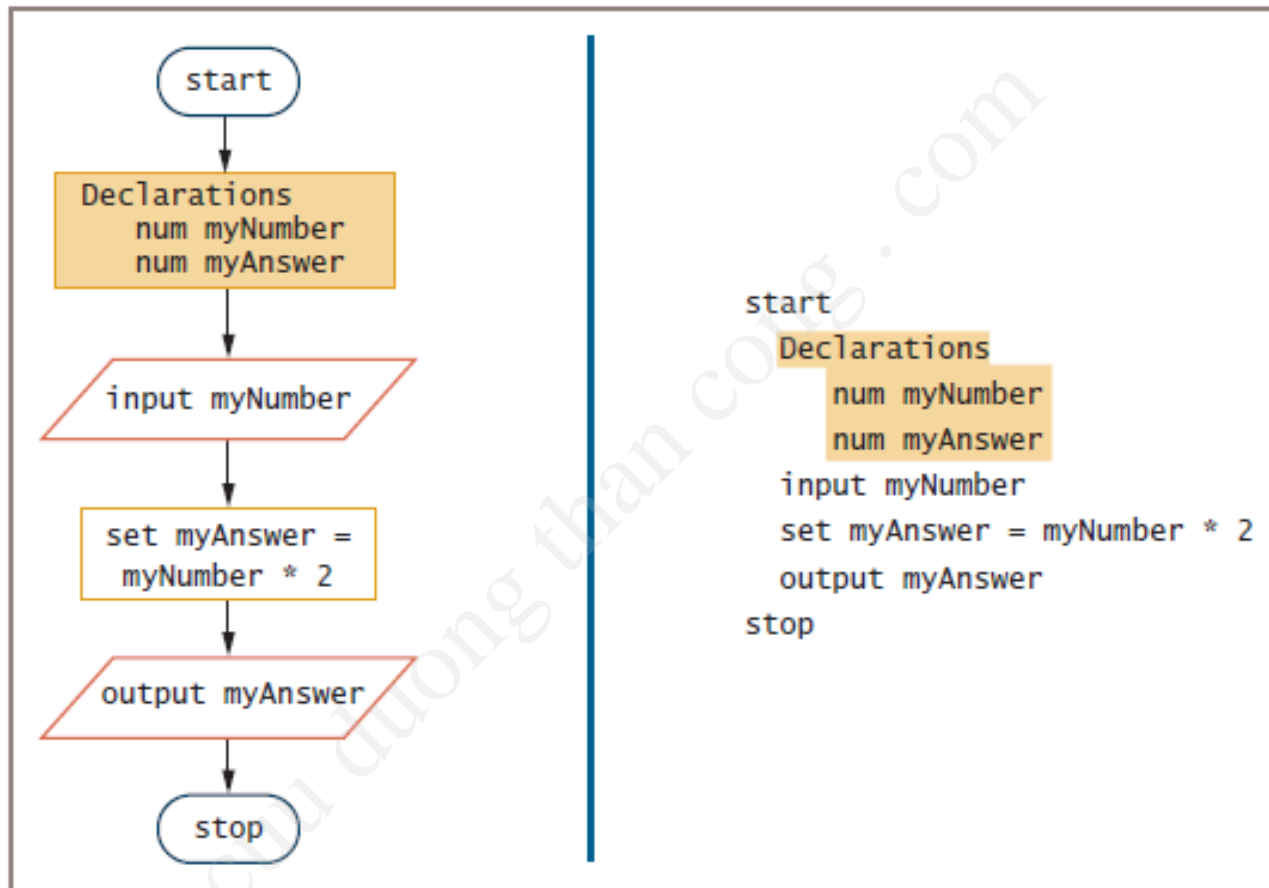 start
Declarations
num myNumber
num myAnswer
input myNumber
set myAnswer =
myNumber * 2
output myAnswer
stop
start
Declarations
num myNumber
num myAnswer
input myNumber
set myAnswer = myNumber * 2
output myAnswer
stop
cuu duong than cong . com